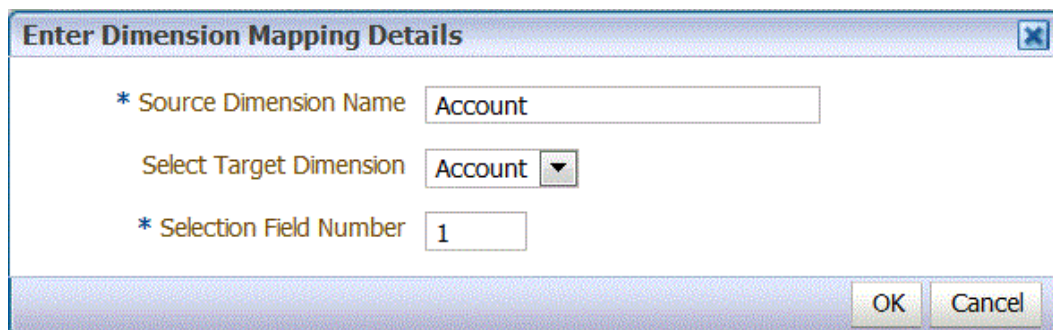 Enter Dimension Mapping Details
* Source Dimension Name Account
Select Target Dimension Account
* Selection Field Number 1
OK Cancel